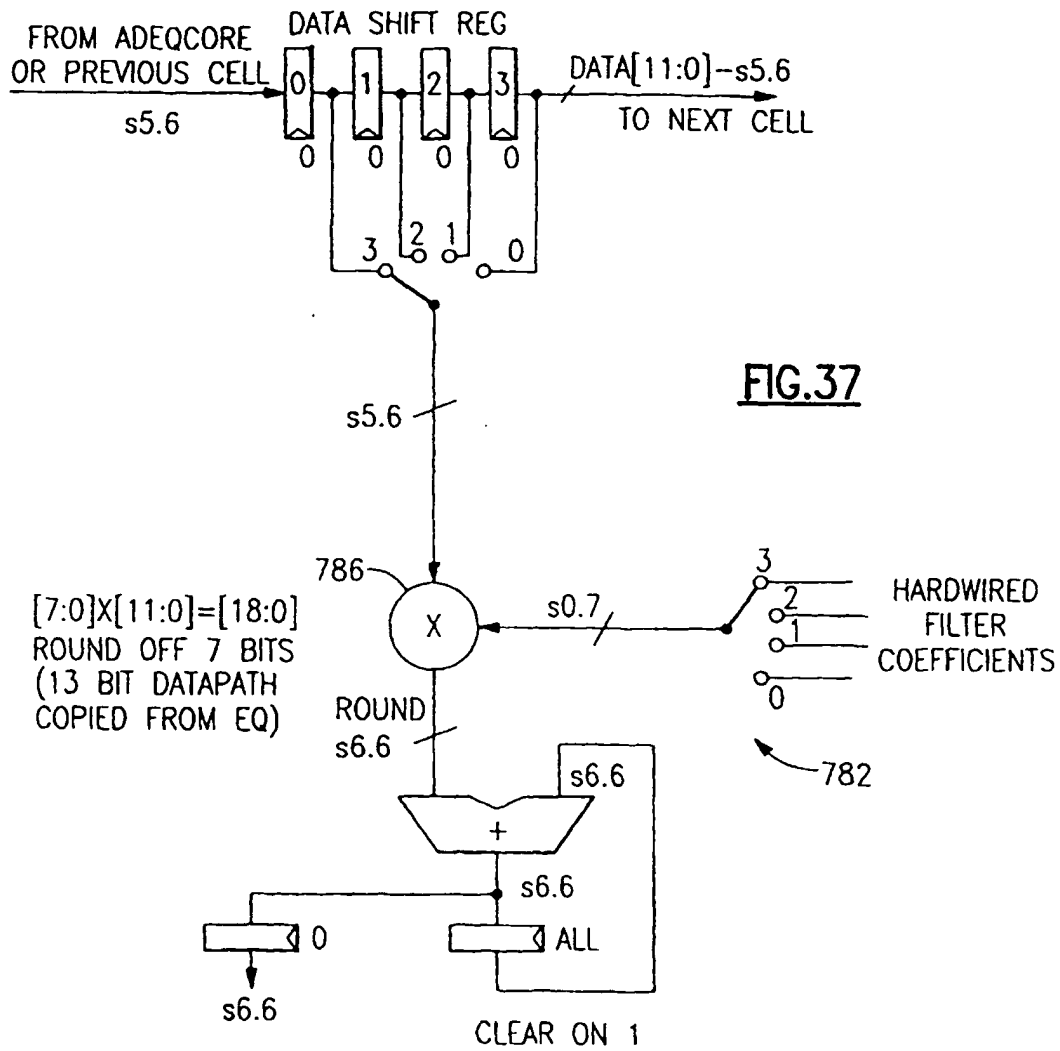 DATA SHIFT REG
FROM ADEQCORE
OR PREVIOUS CELL
s5.6
0 1 2 3
0 0 0 0
DATA[11:0]-s5.6
TO NEXT CELL
3 2 1 0
s5.6
FIG.37
786
X
s0.7
3
2
1
0
HARDWIRED
FILTER
COEFFICIENTS
782
[7:0]X[11:0]=[18:0]
ROUND OFF 7 BITS
(13 BIT DATAPATH
COPIED FROM EQ)
ROUND
s6.6
s6.6
+
s6.6
0
ALL
s6.6
CLEAR ON 1